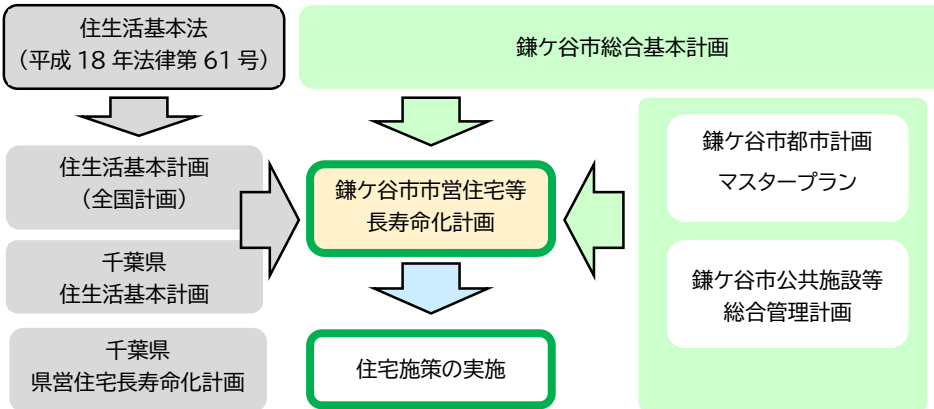 住生活基本法
（平成 18 年法律第 61 号）
鎌ケ谷市総合基本計画
住生活基本計画
（全国計画）
千葉県
住生活基本計画
千葉県
県営住宅長寿命化計画
鎌ケ谷市市営住宅等
長寿命化計画
住宅施策の実施
鎌ケ谷市都市計画
マスタープラン
鎌ケ谷市公共施設等
総合管理計画